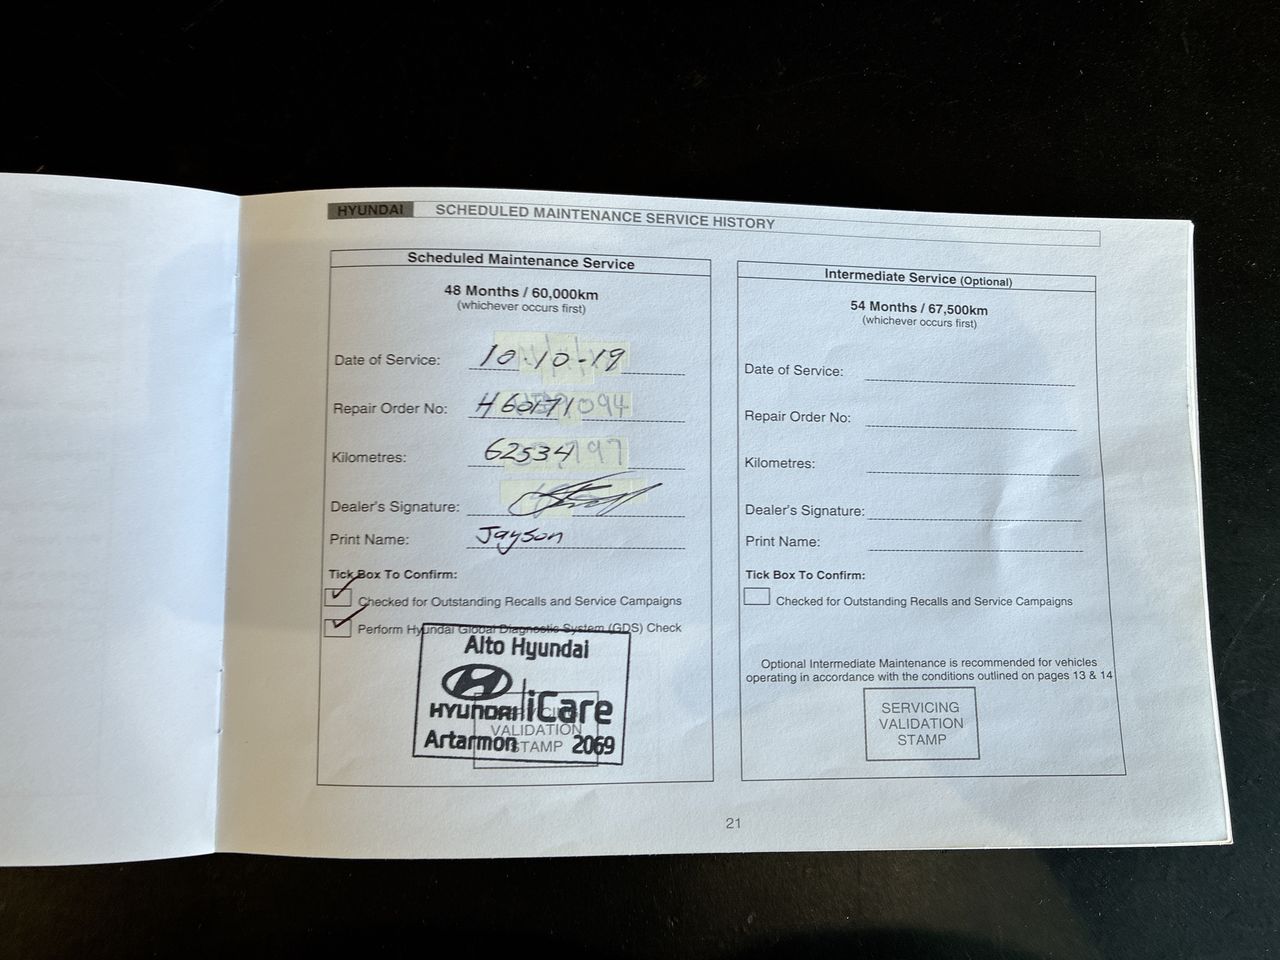 HYUNDAI SCHEDULED MAINTENANCE SERVICE HISTORY
Scheduled Maintenance Service
48 Months / 60,000km
(whichever occurs first)
Date of Service: 10-10-19
Repair Order No: H60171
Kilometres: 62534
Dealer's Signature:
Print Name: Jayson
Tick Box To Confirm:
Checked for Outstanding Recalls and Service Campaigns
Perform Hyundai Global Diagnostic System (GDS) Check
Alto Hyundai
HYUNDAI iCare
Artarmon 2069
SERVICING
VALIDATION
STAMP
Intermediate Service (Optional)
54 Months / 67,500km
(whichever occurs first)
Date of Service:
Repair Order No:
Kilometres:
Dealer's Signature:
Print Name:
Tick Box To Confirm:
Checked for Outstanding Recalls and Service Campaigns
Optional Intermediate Maintenance is recommended for vehicles
operating in accordance with the conditions outlined on pages 13 & 14
SERVICING
VALIDATION
STAMP
21